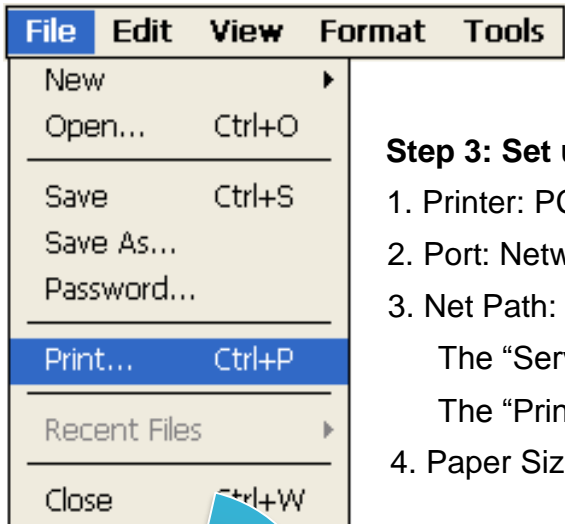 File Edit View Format Tools
New
Open... Ctrl+O
Save Ctrl+S
Save As...
Password...
Print... Ctrl+P
Recent Files
Close Ctrl+W
Step 3: Set
1. Printer:
2. Port:
3. Net Path:
The
The
4. Paper